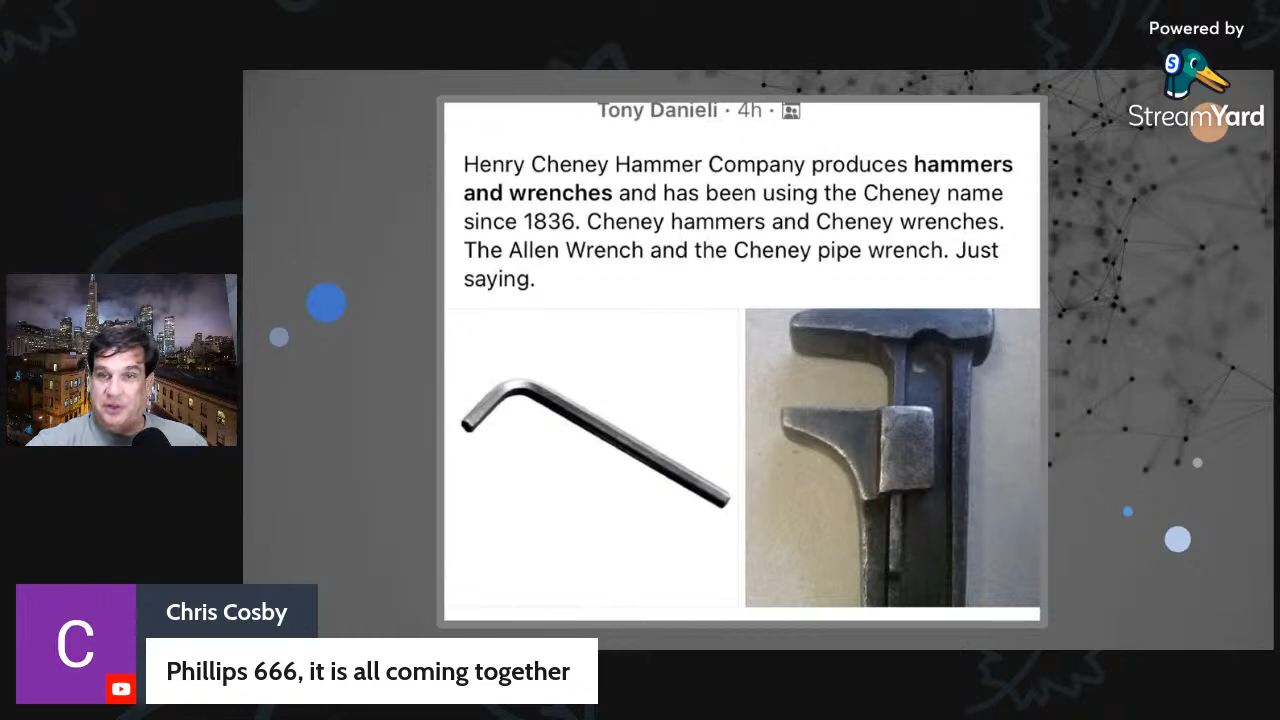 Powered by
StreamYard
Tony Danieli · 4h ·
Henry Cheney Hammer Company produces hammers
and wrenches and has been using the Cheney name
since 1836. Cheney hammers and Cheney wrenches.
The Allen Wrench and the Cheney pipe wrench. Just
saying.
C
Chris Cosby
Phillips 666, it is all coming together